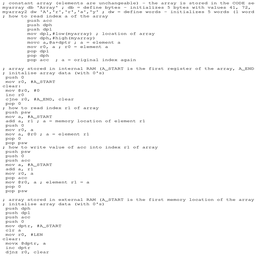 ; constant array (elements are unchangeable) - the array is stored in the CODE se
myarray db 'Array' ; db = define bytes - initializes 5 bytes with values 41, 72,
myarray2 dw 'A','r','r','a','y' ; dw = define words - initializes 5 words (1 word
; how to read index a of the array
push acc
push dph
push dpl
mov dpl,#low(myarray) ; location of array
mov dph,#high(myarray)
movc a,@a+dptr ; a = element a
mov r0, a ; r0 = element a
pop dpl
pop dph
pop acc ; a = original index again
; array stored in internal RAM (A_START is the first register of the array, A_END
; initalise array data (with 0's)
push 0
mov r0, #A_START
clear:
mov @r0, #0
inc r0
cjne r0, #A_END, clear
pop 0
; how to read index r1 of array
push psw
mov a, #A_START
add a, r1 ; a = memory location of element r1
push 0
mov r0, a
mov a, @r0 ; a = element r1
pop 0
pop psw
; how to write value of acc into index r1 of array
push psw
push 0
push acc
mov a, #A_START
add a, r1
mov r0, a
pop acc
mov @r0, a ; element r1 = a
pop 0
pop psw
; array stored in external RAM (A_START is the first memory location of the array
; initalise array data (with 0's)
push dph
push dpl
push acc
push 0
mov dptr, #A_START
clr a
mov r0, #LEN
clear:
movx @dptr, a
inc dptr
djnz r0, clear